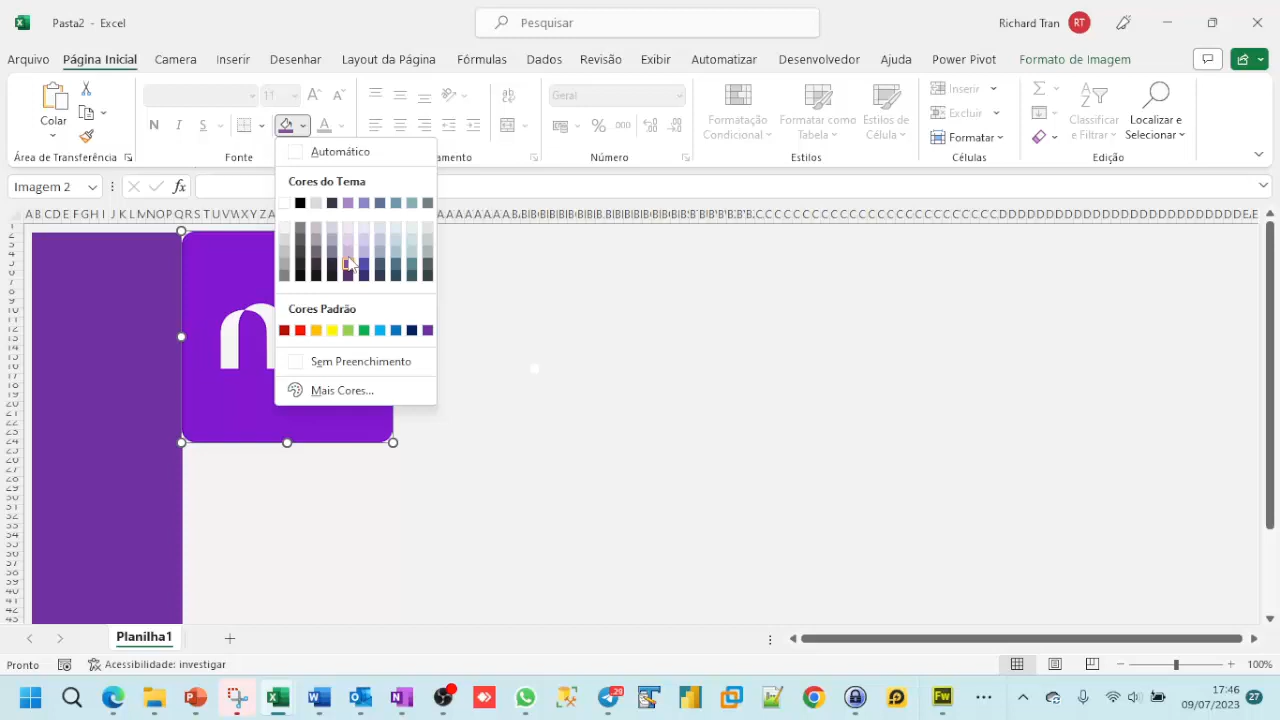 Pasta2 - Excel
Pesquisar
Richard Tran
RT
Arquivo
Página Inicial
Camera
Inserir
Desenhar
Layout da Página
Fórmulas
Dados
Revisão
Exibir
Automatizar
Desenvolvedor
Ajuda
Power Pivot
Formato de Imagem
Colar
Área de Transferência
11
N I S
Fonte
Geral
Número
Formatação Condicional
Formatar como Tabela
Estilos de Célula
Estilos
Inserir
Excluir
Formatar
Células
Classificar e Filtrar
Localizar e Selecionar
Edição
Imagem 2
fx
Automático
Cores do Tema
Cores Padrão
Sem Preenchimento
Mais Cores...
Planilha1
Pronto
Acessibilidade: investigar
100%
29
17:46
09/07/2023
27